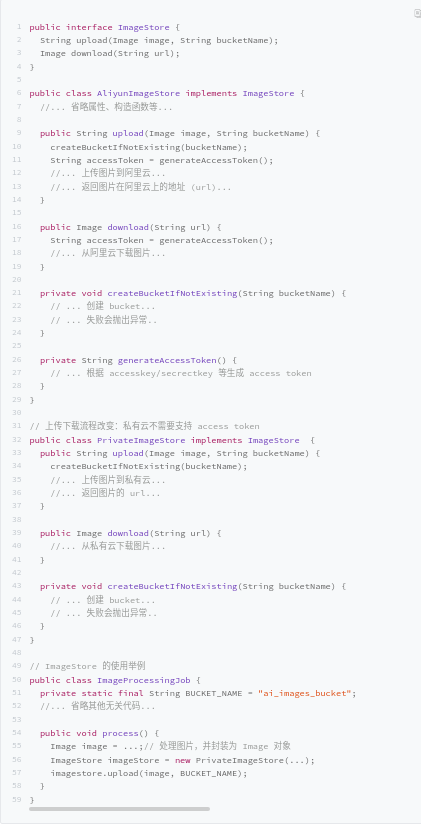 1 public interface ImageStore {
2   String upload(Image image, String bucketName);
3   Image download(String url);
4 }
5
6 public class AliyunImageStore implements ImageStore {
7   //... 省略属性、构造函数等...
8
9   public String upload(Image image, String bucketName) {
10     createBucketIfNotExisting(bucketName);
11     String accessToken = generateAccessToken();
12     //... 上传图片到阿里云...
13     //... 返回图片在阿里云上的地址 (url)...
14   }
15
16   public Image download(String url) {
17     String accessToken = generateAccessToken();
18     //... 从阿里云下载图片...
19   }
20
21   private void createBucketIfNotExisting(String bucketName) {
22     // ... 创建 bucket...
23     // ... 失败会抛出异常..
24   }
25
26   private String generateAccessToken() {
27     // ... 根据 accesskey/secrectkey 等生成 access token
28   }
29 }
30
31 // 上传下载流程改变：私有云不需要支持 access token
32 public class PrivateImageStore implements ImageStore  {
33   public String upload(Image image, String bucketName) {
34     createBucketIfNotExisting(bucketName);
35     //... 上传图片到私有云...
36     //... 返回图片的 url...
37   }
38
39   public Image download(String url) {
40     //... 从私有云下载图片...
41   }
42
43   private void createBucketIfNotExisting(String bucketName) {
44     // ... 创建 bucket...
45     // ... 失败会抛出异常..
46   }
47 }
48
49 // ImageStore 的使用举例
50 public class ImageProcessingJob {
51   private static final String BUCKET_NAME = "ai_images_bucket";
52   //... 省略其他无关代码...
53
54   public void process() {
55     Image image = ...;// 处理图片，并封装为 Image 对象
56     ImageStore imageStore = new PrivateImageStore(...);
57     imagestore.upload(image, BUCKET_NAME);
58   }
59 }